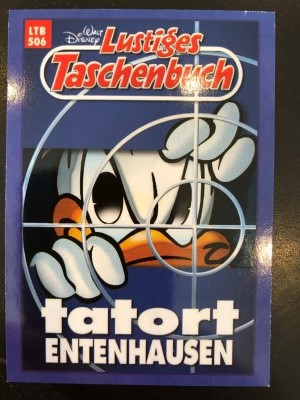 LTB
506
Walt
Disney
Lustiges
Taschenbuch
tatort
ENTENHAUSEN